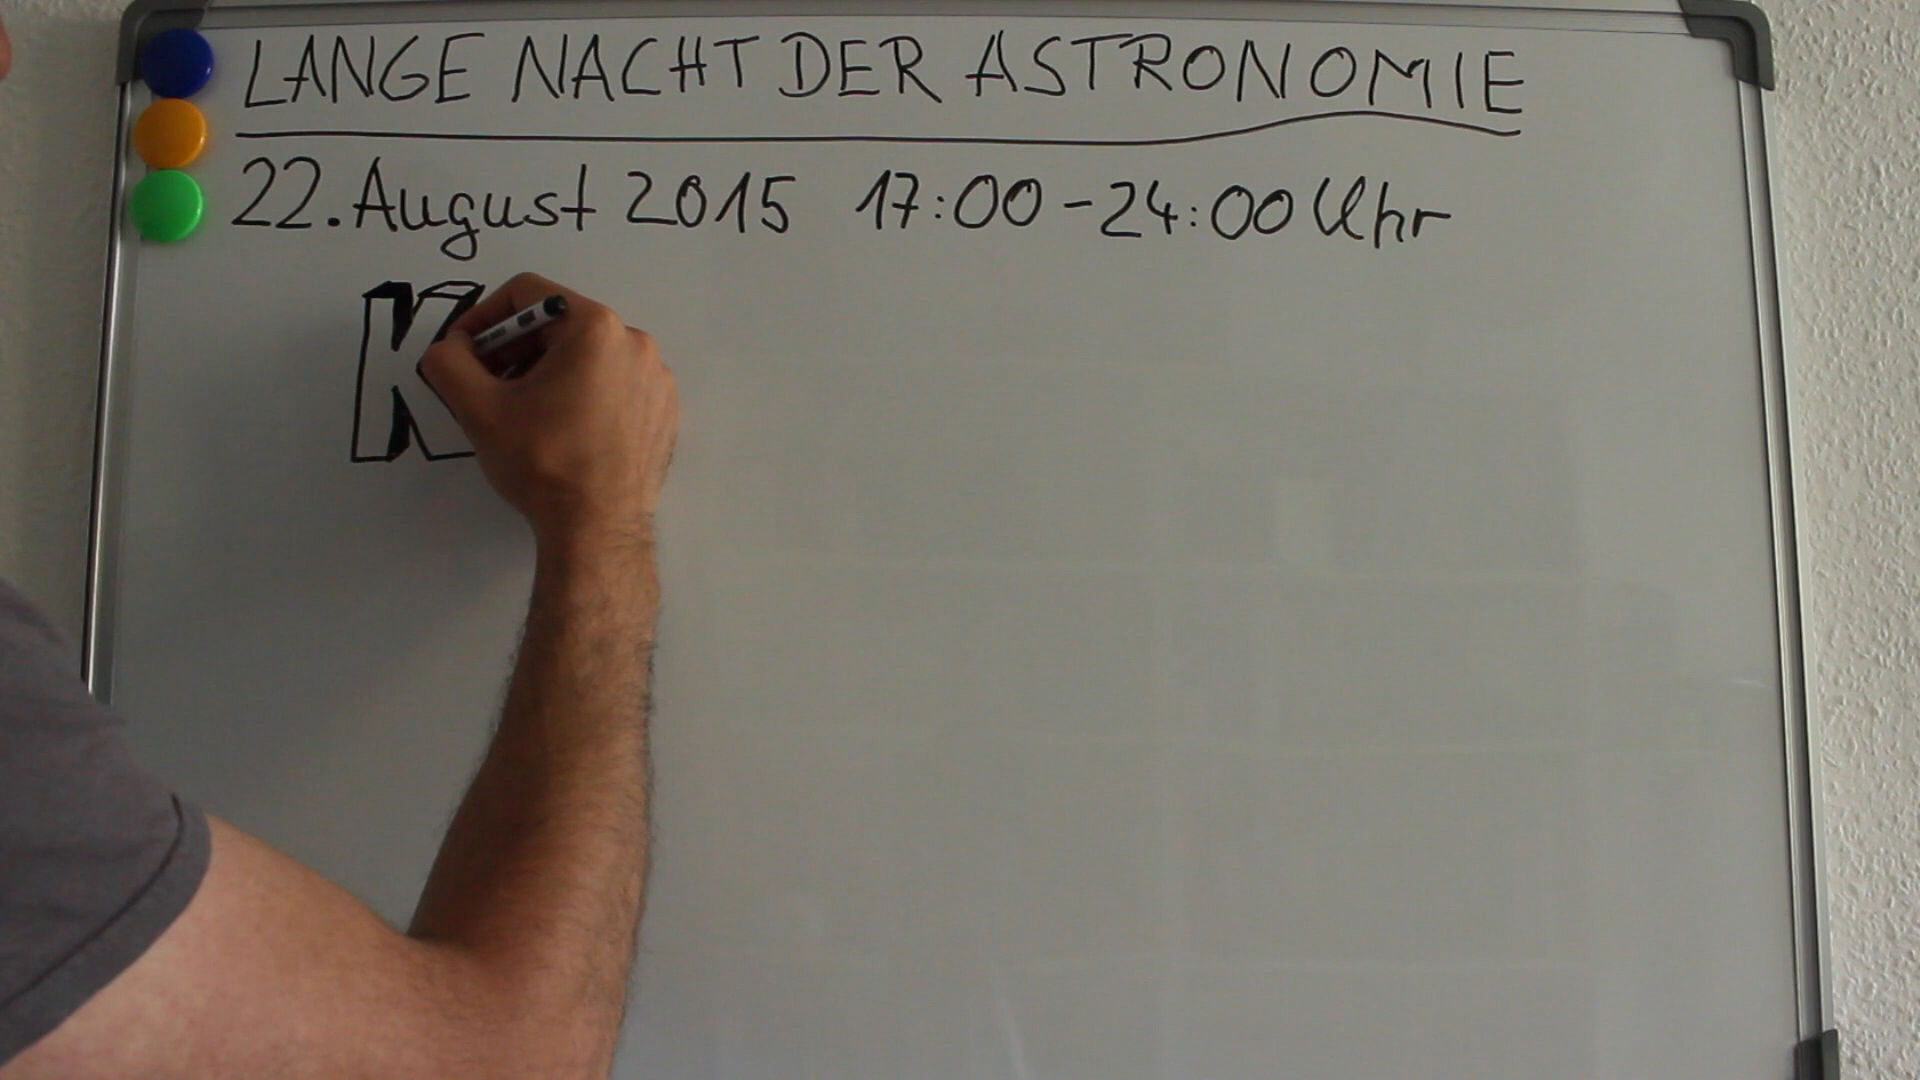 LANGE NACHT DER ASTRONOMIE
22. August 2015 17:00 - 24:00 Uhr
K